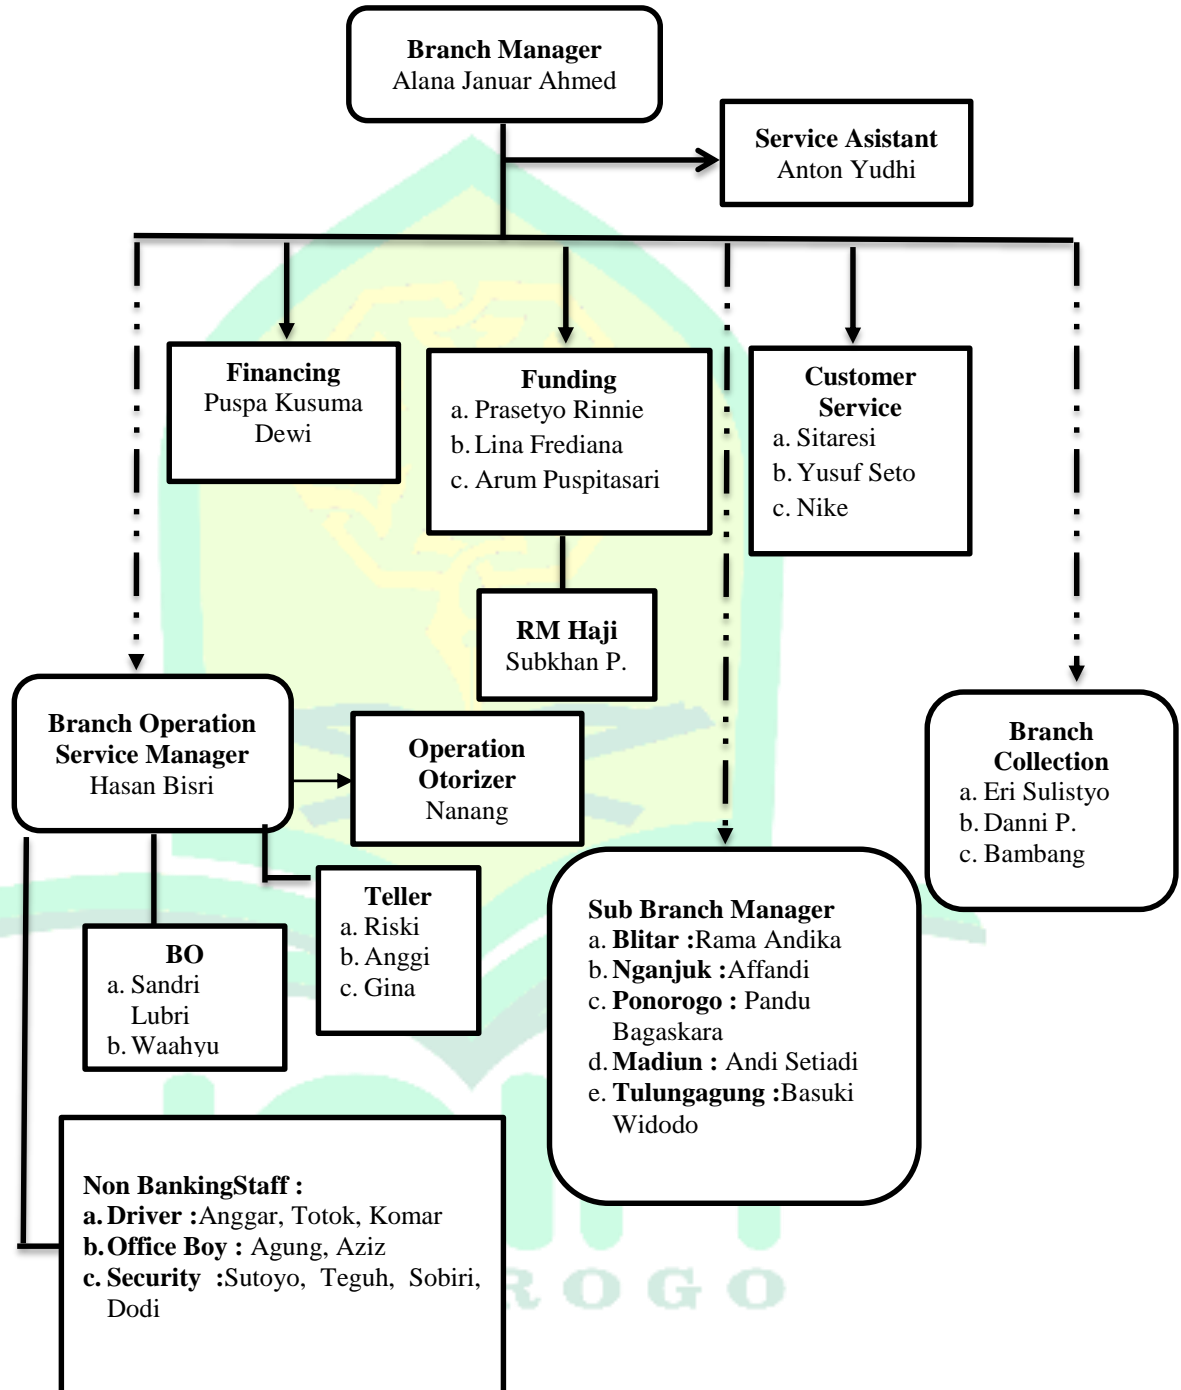 Branch Manager
Alana Januar Ahmed
Service Asistant
Anton Yudhi
Financing
Puspa Kusuma
Dewi
Funding
a. Prasetyo Rinnie
b. Lina Frediana
c. Arum Puspitasari
Customer
Service
a. Sitaresi
b. Yusuf Seto
c. Nike
RM Haji
Subkhan P.
Branch Operation
Service Manager
Hasan Bisri
Operation
Otorizer
Nanang
Branch
Collection
a. Eri Sulistyo
b. Danni P.
c. Bambang
Teller
a. Riski
b. Anggi
c. Gina
BO
a. Sandri
Lubri
b. Waahyu
Sub Branch Manager
a. Blitar :Rama Andika
b. Nganjuk :Affandi
c. Ponorogo : Pandu
Bagaskara
d. Madiun : Andi Setiadi
e. Tulungagung :Basuki
Widodo
Non BankingStaff :
a. Driver :Anggar, Totok, Komar
b. Office Boy : Agung, Aziz
c. Security :Sutoyo, Teguh, Sobiri,
Dodi
ROGO